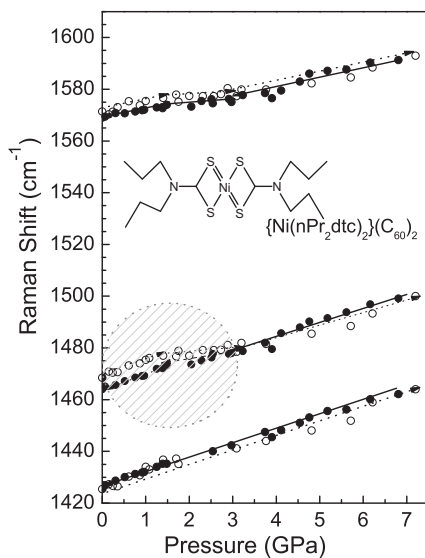 1600
1580
1560
1540
1520
1500
1480
1460
1440
1420
Raman Shift (cm⁻¹)
S S
N Ni N
S S
{Ni(nPr₂dtc)₂}(C₆₀)₂
0 1 2 3 4 5 6 7
Pressure (GPa)